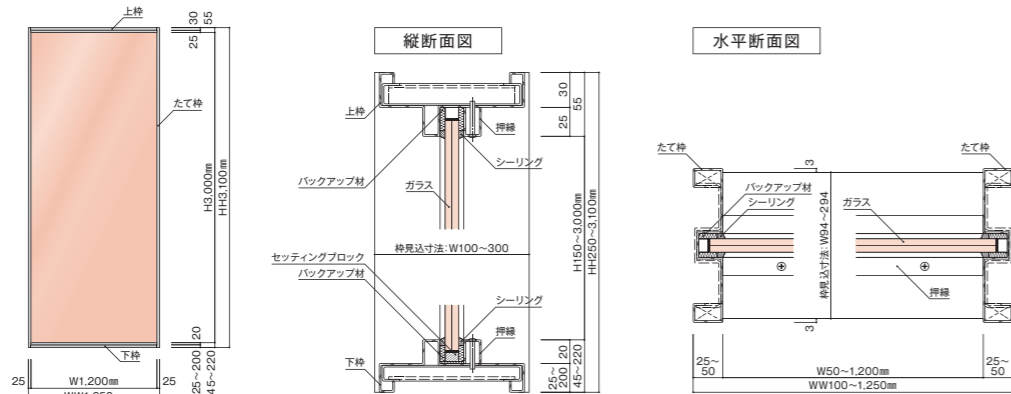 上枠
30
55
25
たて枠
H3,000㎜
HH3,100㎜
20
下枠
25~200
45~220
25
W1,200㎜
25
縦断面図
上枠
30
55
25
押縁
シーリング
バックアップ材
ガラス
枠見込寸法:W100~300
H150~3,000㎜
HH250~3,100㎜
セッティングブロック
バックアップ材
シーリング
押縁
下枠
20
25~
200
45~220
水平断面図
たて枠
3
たて枠
バックアップ材
シーリング
ガラス
枠見込寸法:W94~294
押縁
3
25~
50
W50~1,200㎜
25~
50
WW100~1,250㎜